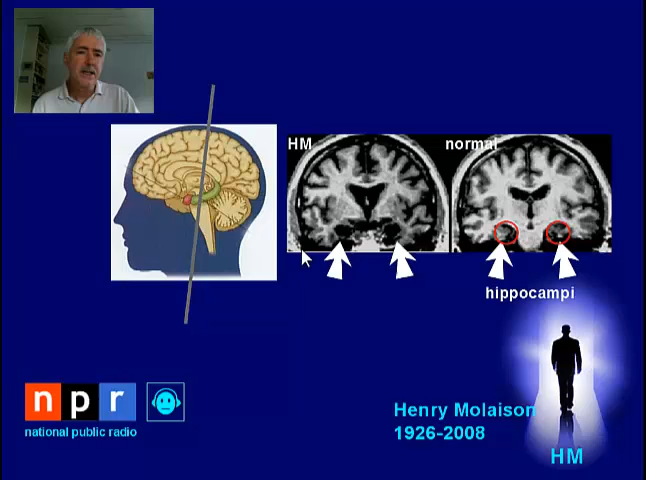 HM
normal
hippocampi
n p r
national public radio
Henry Molaison
1926-2008
HM